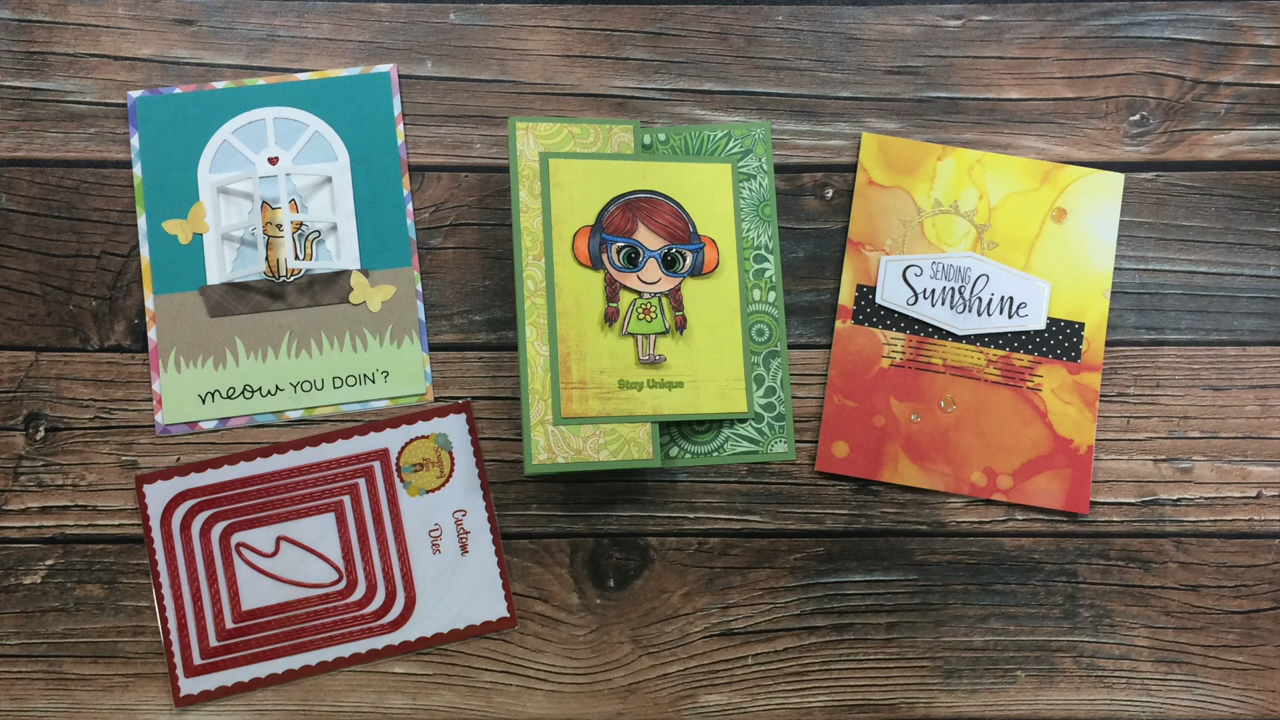 meow YOU DOIN'?
Stay Unique
SENDING
Sunshine
Custom
Dies